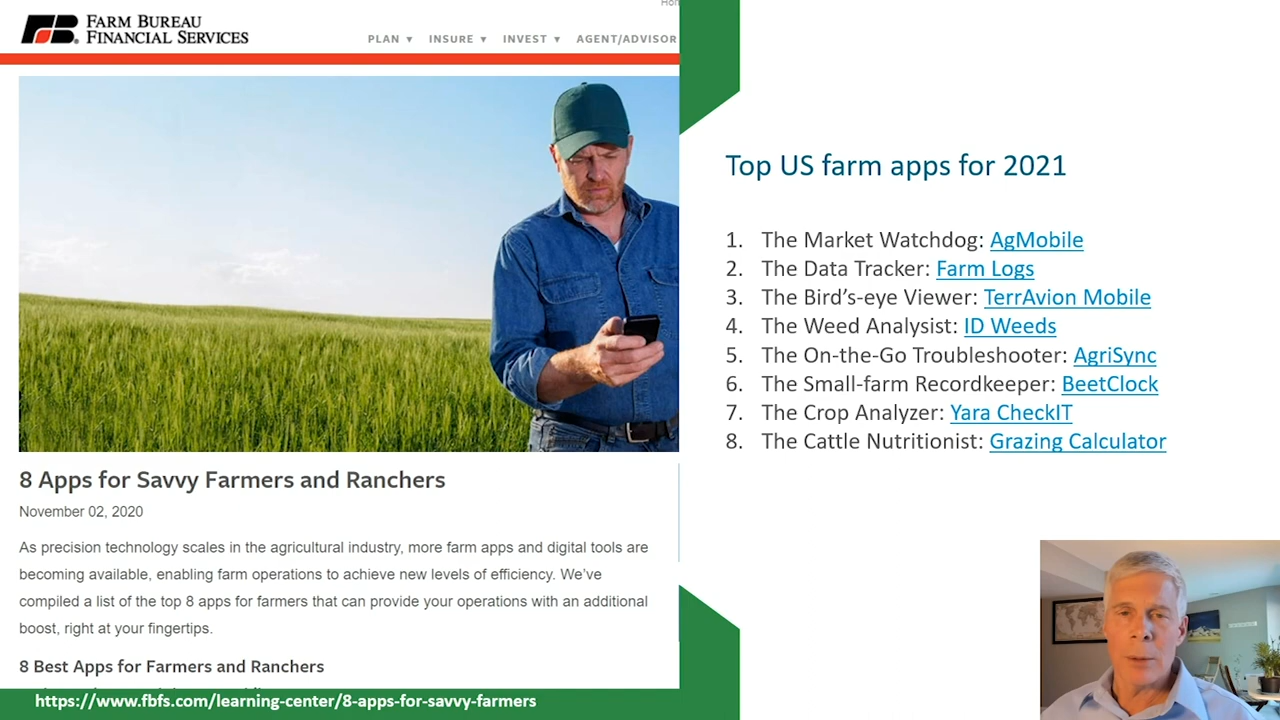 Farm Bureau
Financial Services
PLAN ▼ INSURE ▼ INVEST ▼ AGENT/ADVISOR
8 Apps for Savvy Farmers and Ranchers
November 02, 2020
As precision technology scales in the agricultural industry, more farm apps and digital tools are
becoming available, enabling farm operations to achieve new levels of efficiency. We've
compiled a list of the top 8 apps for farmers that can provide your operations with an additional
boost, right at your fingertips.
8 Best Apps for Farmers and Ranchers
https://www.fbfs.com/learning-center/8-apps-for-savvy-farmers
Top US farm apps for 2021
1. The Market Watchdog: AgMobile
2. The Data Tracker: Farm Logs
3. The Bird's-eye Viewer: TerrAvion Mobile
4. The Weed Analysist: ID Weeds
5. The On-the-Go Troubleshooter: AgriSync
6. The Small-farm Recordkeeper: BeetClock
7. The Crop Analyzer: Yara CheckIT
8. The Cattle Nutritionist: Grazing Calculator